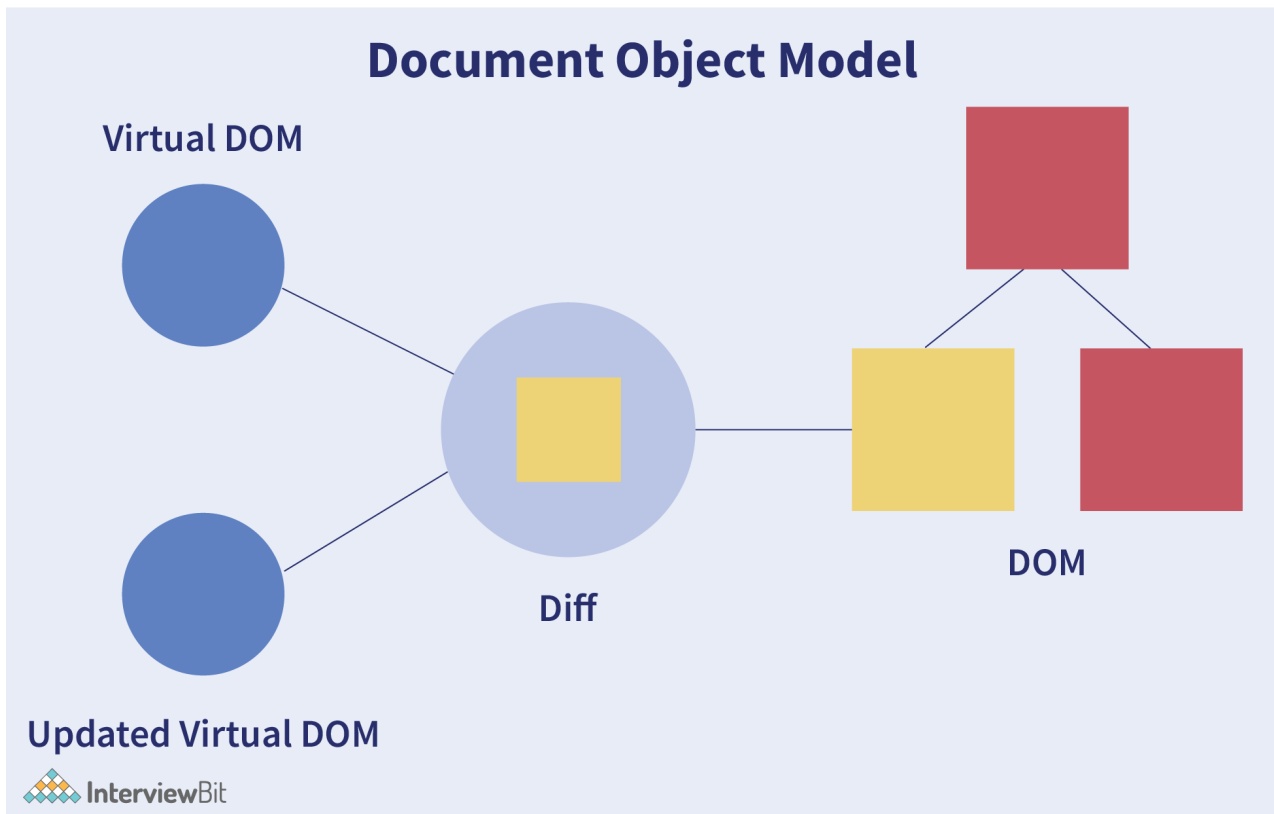 Document Object Model
Virtual DOM
Diff
DOM
Updated Virtual DOM
InterviewBit